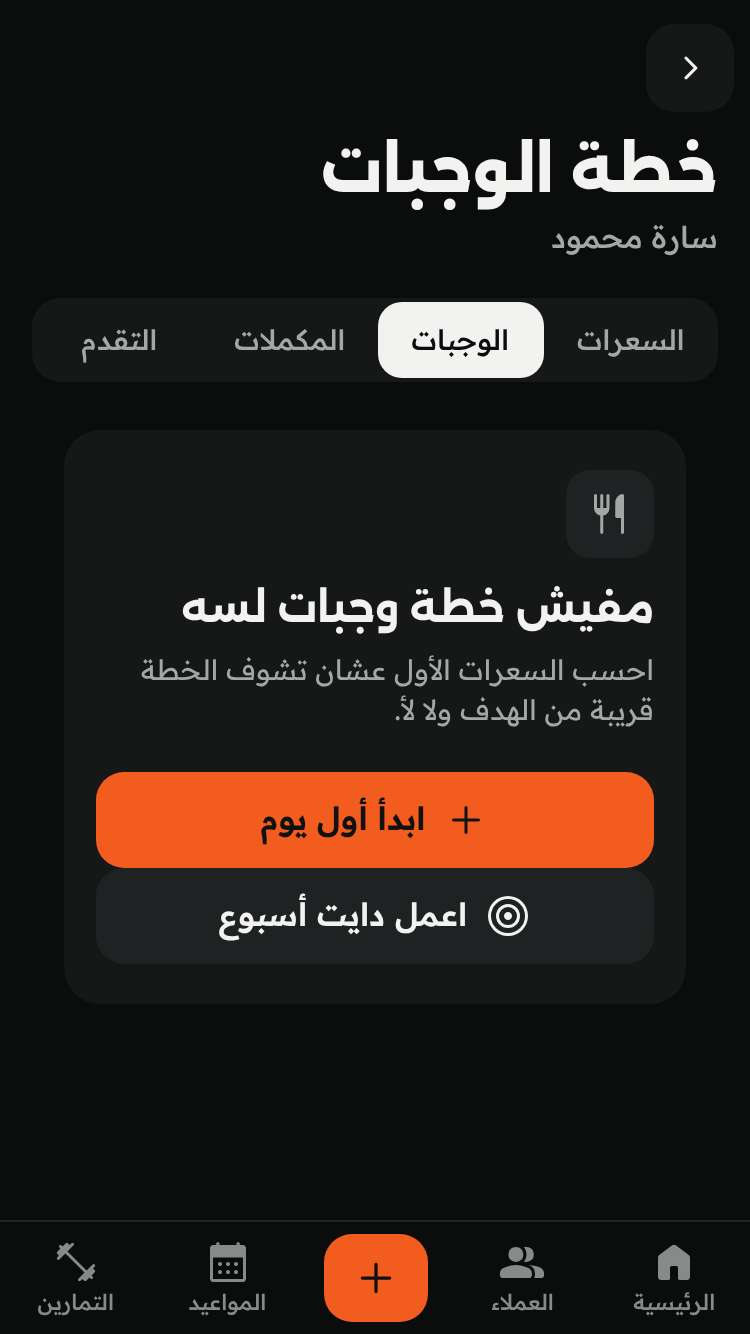 خطة الوجبات
سارة محمود
السعرات
الوجبات
المكملات
التقدم
مفيش خطة وجبات لسه
احسب السعرات الأول عشان تشوف الخطة
قريبة من الهدف ولا لأ.
ابدأ أول يوم
اعمل دايت أسبوع
الرئيسية
العملاء
المواعيد
التمارين